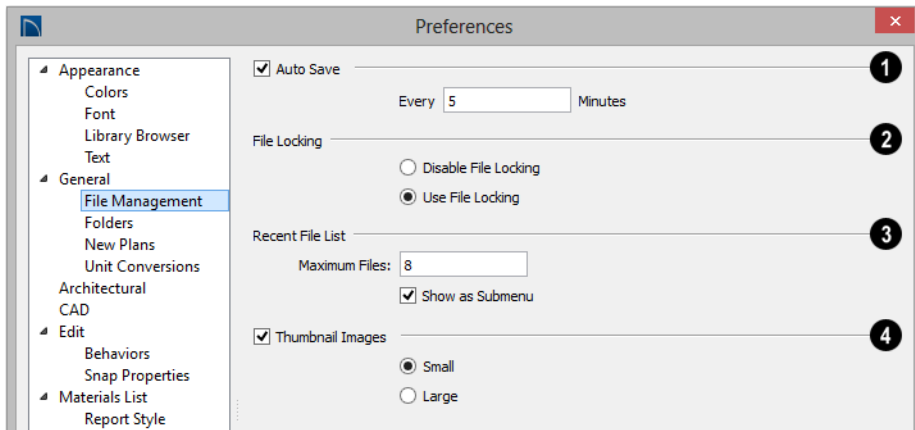 Preferences
Appearance
Colors
Font
Library Browser
Text
General
File Management
Folders
New Plans
Unit Conversions
Architectural
CAD
Edit
Behaviors
Snap Properties
Materials List
Report Style
Auto Save 1
Every 5 Minutes
File Locking 2
Disable File Locking
Use File Locking
Recent File List 3
Maximum Files: 8
Show as Submenu
Thumbnail Images 4
Small
Large